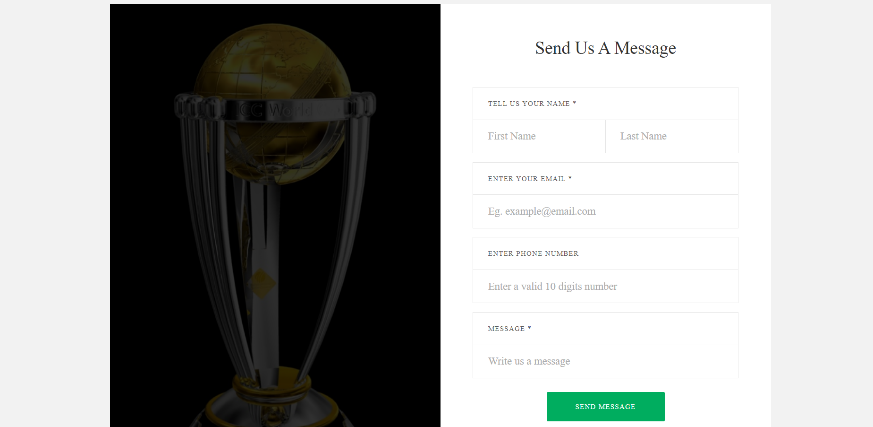 Send Us A Message
TELL US YOUR NAME *
First Name Last Name
ENTER YOUR EMAIL *
Eg. example@email.com
ENTER PHONE NUMBER
Enter a valid 10 digits number
MESSAGE *
Write us a message
SEND MESSAGE